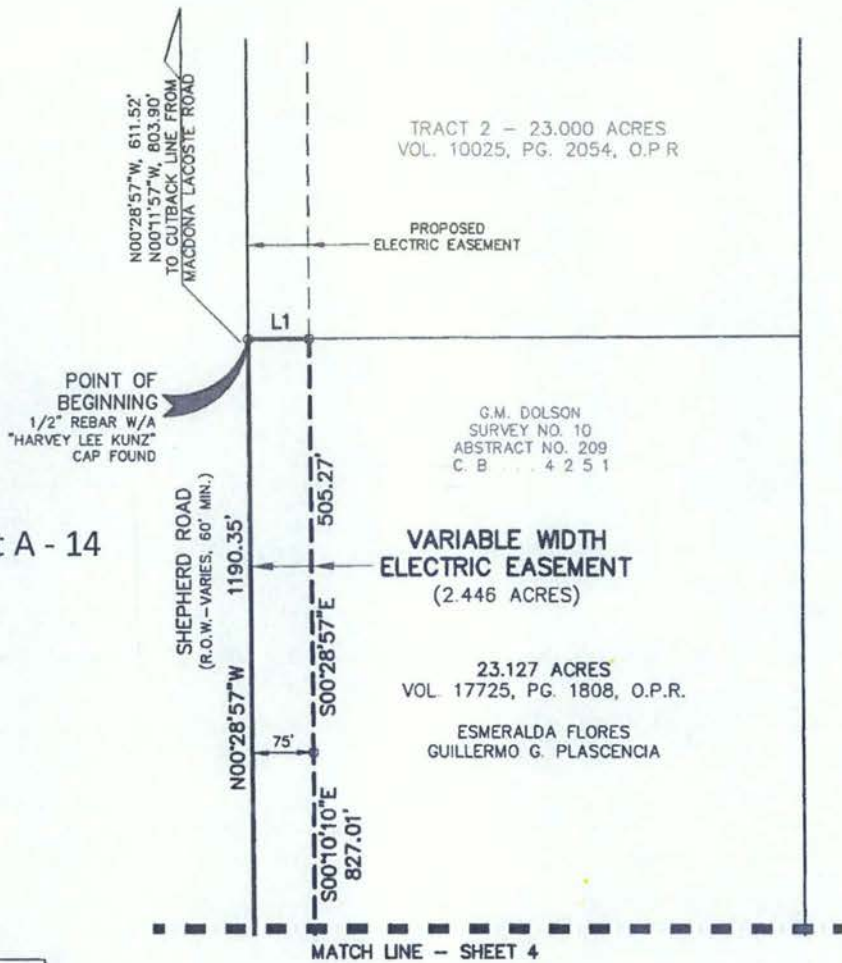 N00°28'57"W, 611.52'
N00°11'57"W, 803.90'
TO CUTBACK LINE FROM
MACDONA LACOSTE ROAD
TRACT 2 - 23.000 ACRES
VOL. 10025, PG. 2054, O.P.R
PROPOSED
ELECTRIC EASEMENT
L1
POINT OF
BEGINNING
1/2" REBAR W/A
"HARVEY LEE KUNZ"
CAP FOUND
G.M. DOLSON
SURVEY NO. 10
ABSTRACT NO. 209
C. B . . . 4 2 5 1
A - 14
SHEPHERD ROAD
(R.O.W.-VARIES, 60' MIN.)
N00°28'57"W 1190.35'
S00°28'57"E 505.27'
VARIABLE WIDTH
ELECTRIC EASEMENT
(2.446 ACRES)
23.127 ACRES
VOL. 17725, PG. 1808, O.P.R.
ESMERALDA FLORES
GUILLERMO G. PLASCENCIA
75'
S00°10'10"E
827.01'
MATCH LINE - SHEET 4